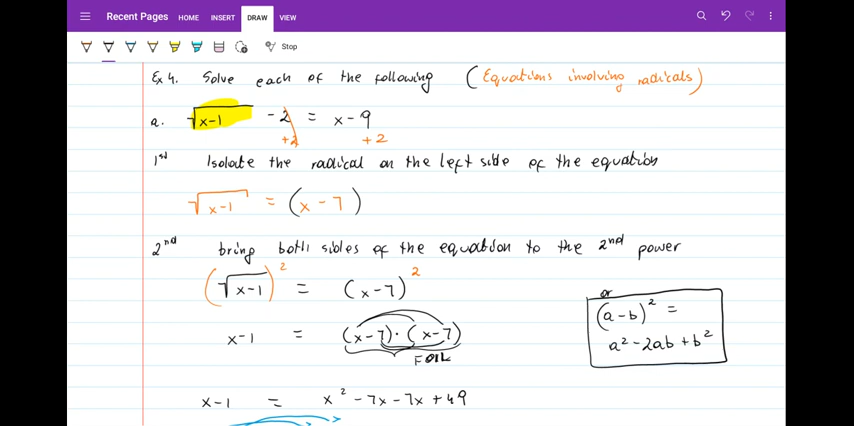 Recent Pages HOME INSERT DRAW VIEW
Stop
Ex 4. Solve each of the following (Equations involving radicals)
a. √x-1 - 2 = x - 9
+2 +2
1st Isolate the radical on the left side of the equation
√x-1 = (x - 7)
2nd bring both sides of the equation to the 2nd power
(√x-1)² = (x-7)²
or
(a-b)² =
a² - 2ab + b²
x-1 = (x-7)·(x-7)
FOIL
x-1 = x² - 7x - 7x + 49